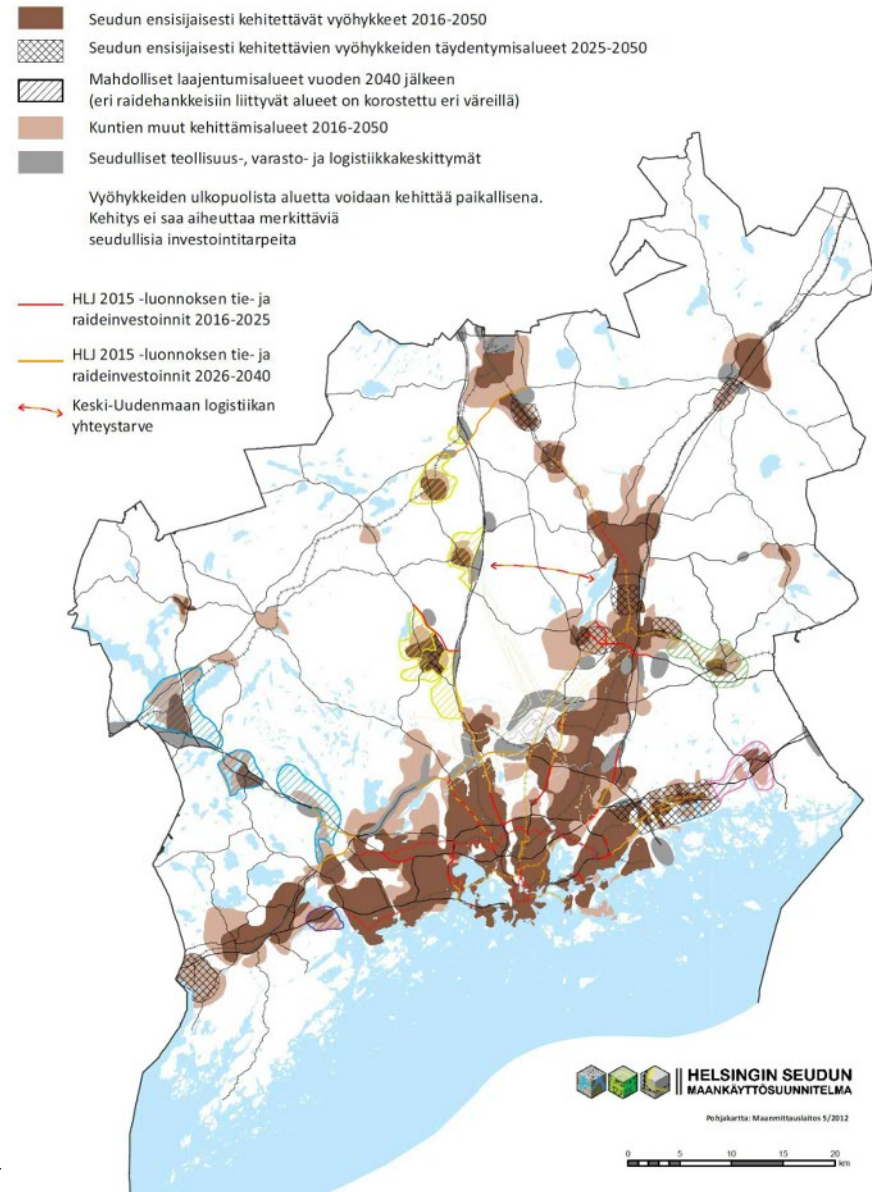 Seudun ensisijaisesti kehitettävät vyöhykkeet 2016-2050
Seudun ensisijaisesti kehitettävien vyöhykkeiden täydentymisalueet 2025-2050
Mahdolliset laajentumisalueet vuoden 2040 jälkeen
(eri raidehankkeisiin liittyvät alueet on korostettu eri väreillä)
Kuntien muut kehittämisalueet 2016-2050
Seudulliset teollisuus-, varasto- ja logistiikkakeskittymät
Vyöhykkeiden ulkopuolista aluetta voidaan kehittää paikallisena.
Kehitys ei saa aiheuttaa merkittäviä
seudullisia investointitarpeita
HLJ 2015 -luonnoksen tie- ja
raideinvestoinnit 2016-2025
HLJ 2015 -luonnoksen tie- ja
raideinvestoinnit 2026-2040
Keski-Uudenmaan logistiikan
yhteystarve
HELSINGIN SEUDUN
MAANKÄYTTÖSUUNNITELMA
Pohjakartta: Maanmittauslaitos 5/2012
0 5 10 15 20
km